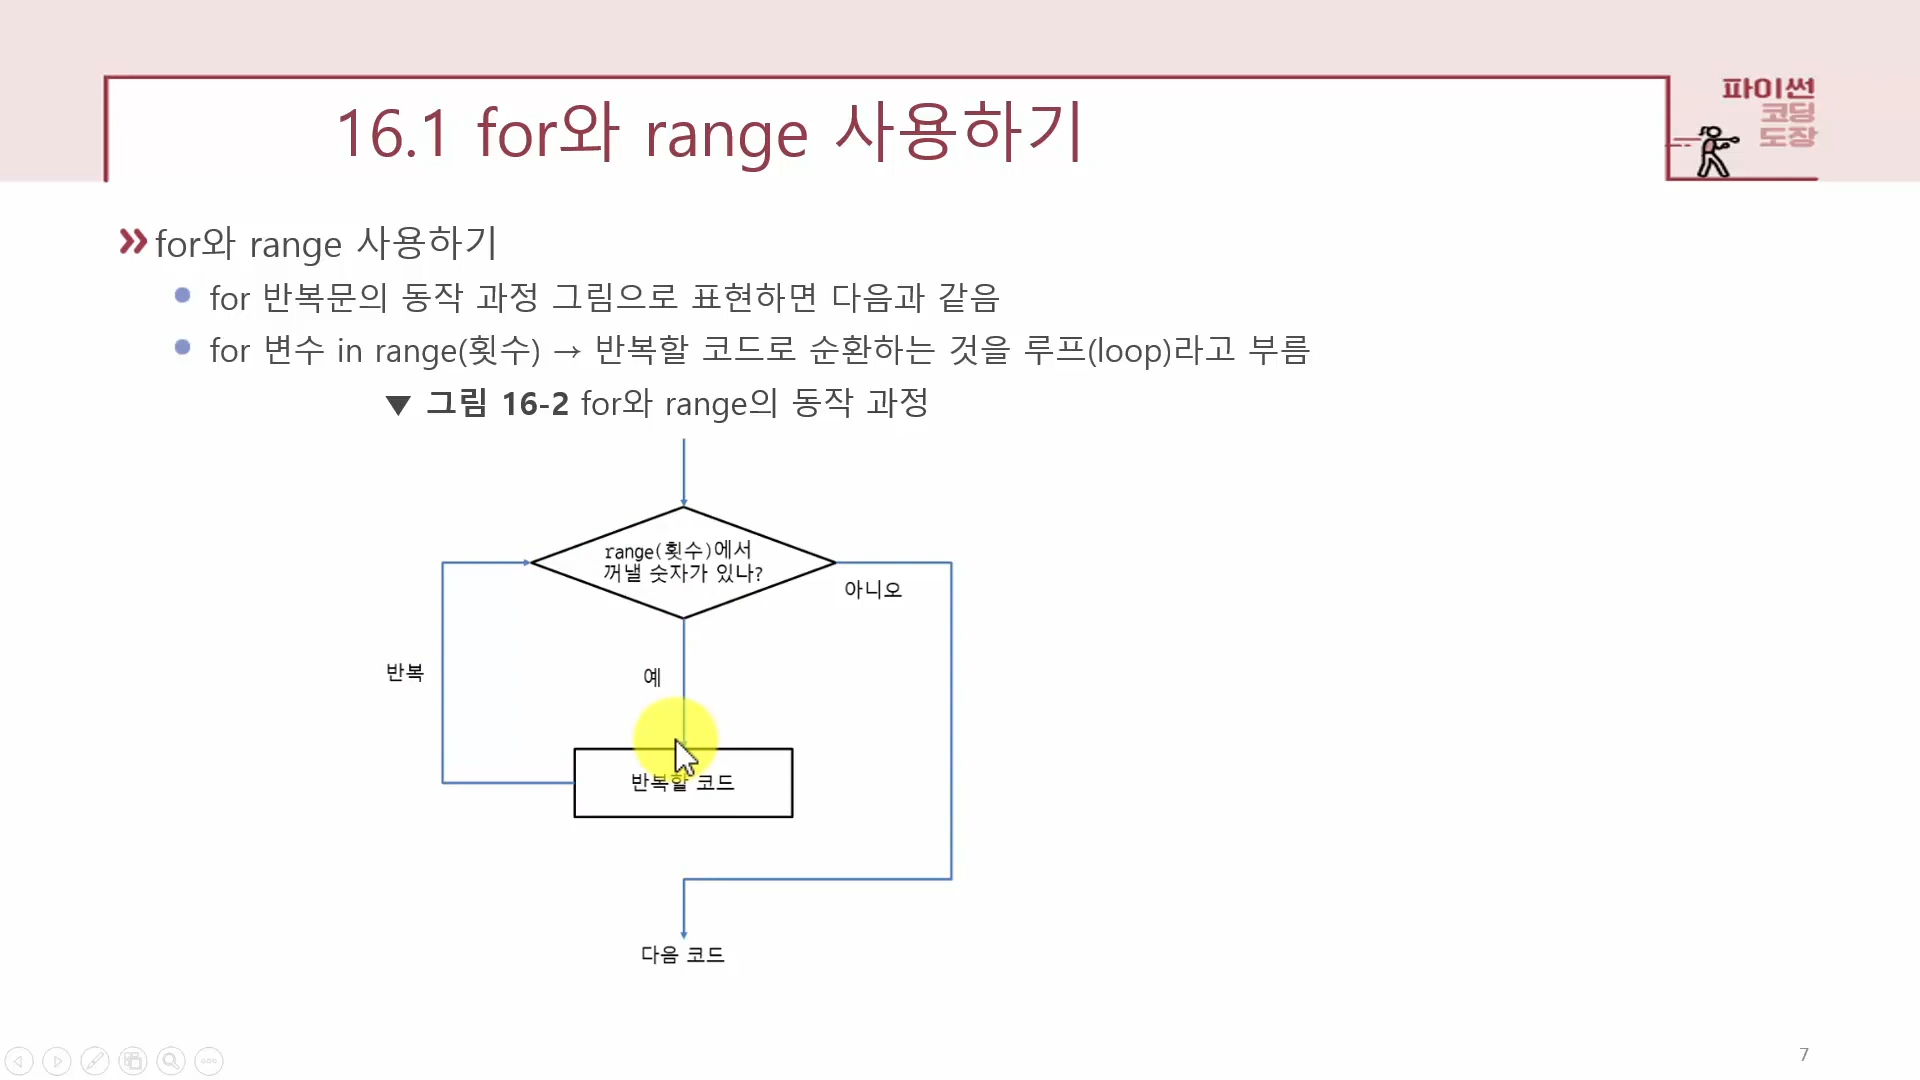 16.1 for와 range 사용하기
파이썬
코딩
도장
for와 range 사용하기
for 반복문의 동작 과정 그림으로 표현하면 다음과 같음
for 변수 in range(횟수) → 반복할 코드로 순환하는 것을 루프(loop)라고 부름
▼ 그림 16-2 for와 range의 동작 과정
range(횟수)에서
꺼낼 숫자가 있나?
아니오
반복
예
반복할 코드
다음 코드
7